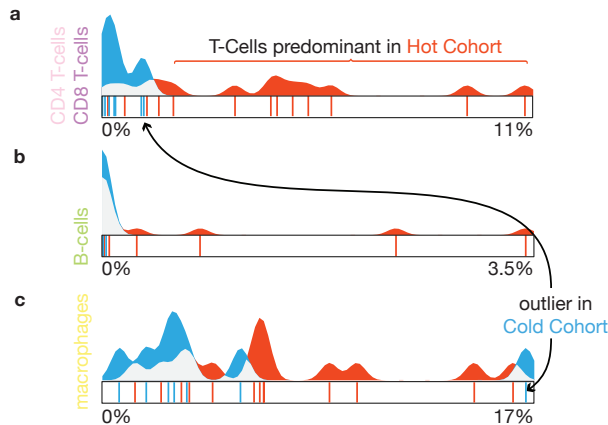 a
CD4 T-cells
CD8 T-cells
T-Cells predominant in Hot Cohort
0%
11%
b
B-cells
0%
3.5%
c
macrophages
outlier in
Cold Cohort
0%
17%